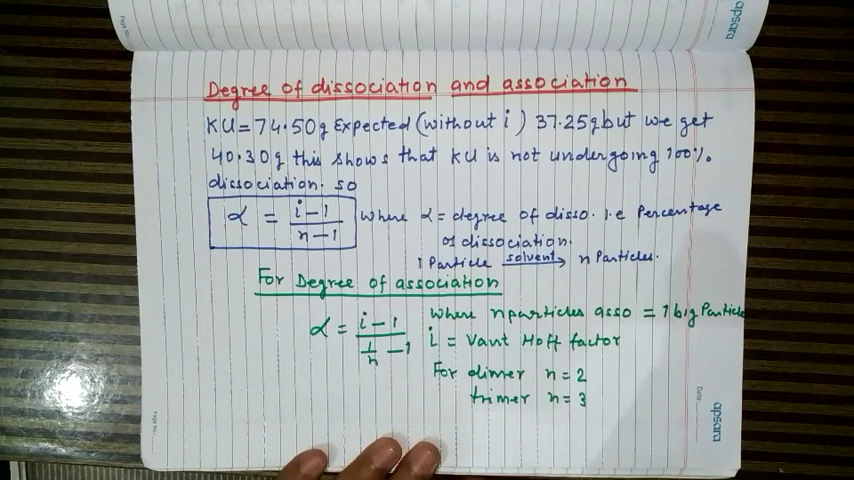 apsara
Degree of dissociation and association
KCl = 74.50g Expected (without i) 37.25g but we get
40.30g this shows that KCl is not undergoing 100%
dissociation. so
α = i-1 / n-1 where α = degree of disso. i.e Percentage
of dissociation.
1 Particle solvent→ n Particles.
For Degree of association
α = i-1 / 1/n -1 where n particles asso = 1 big Particle
i = Vant Hoff factor
For dimer n=2
trimer n=3
Date
apsara
Page No.